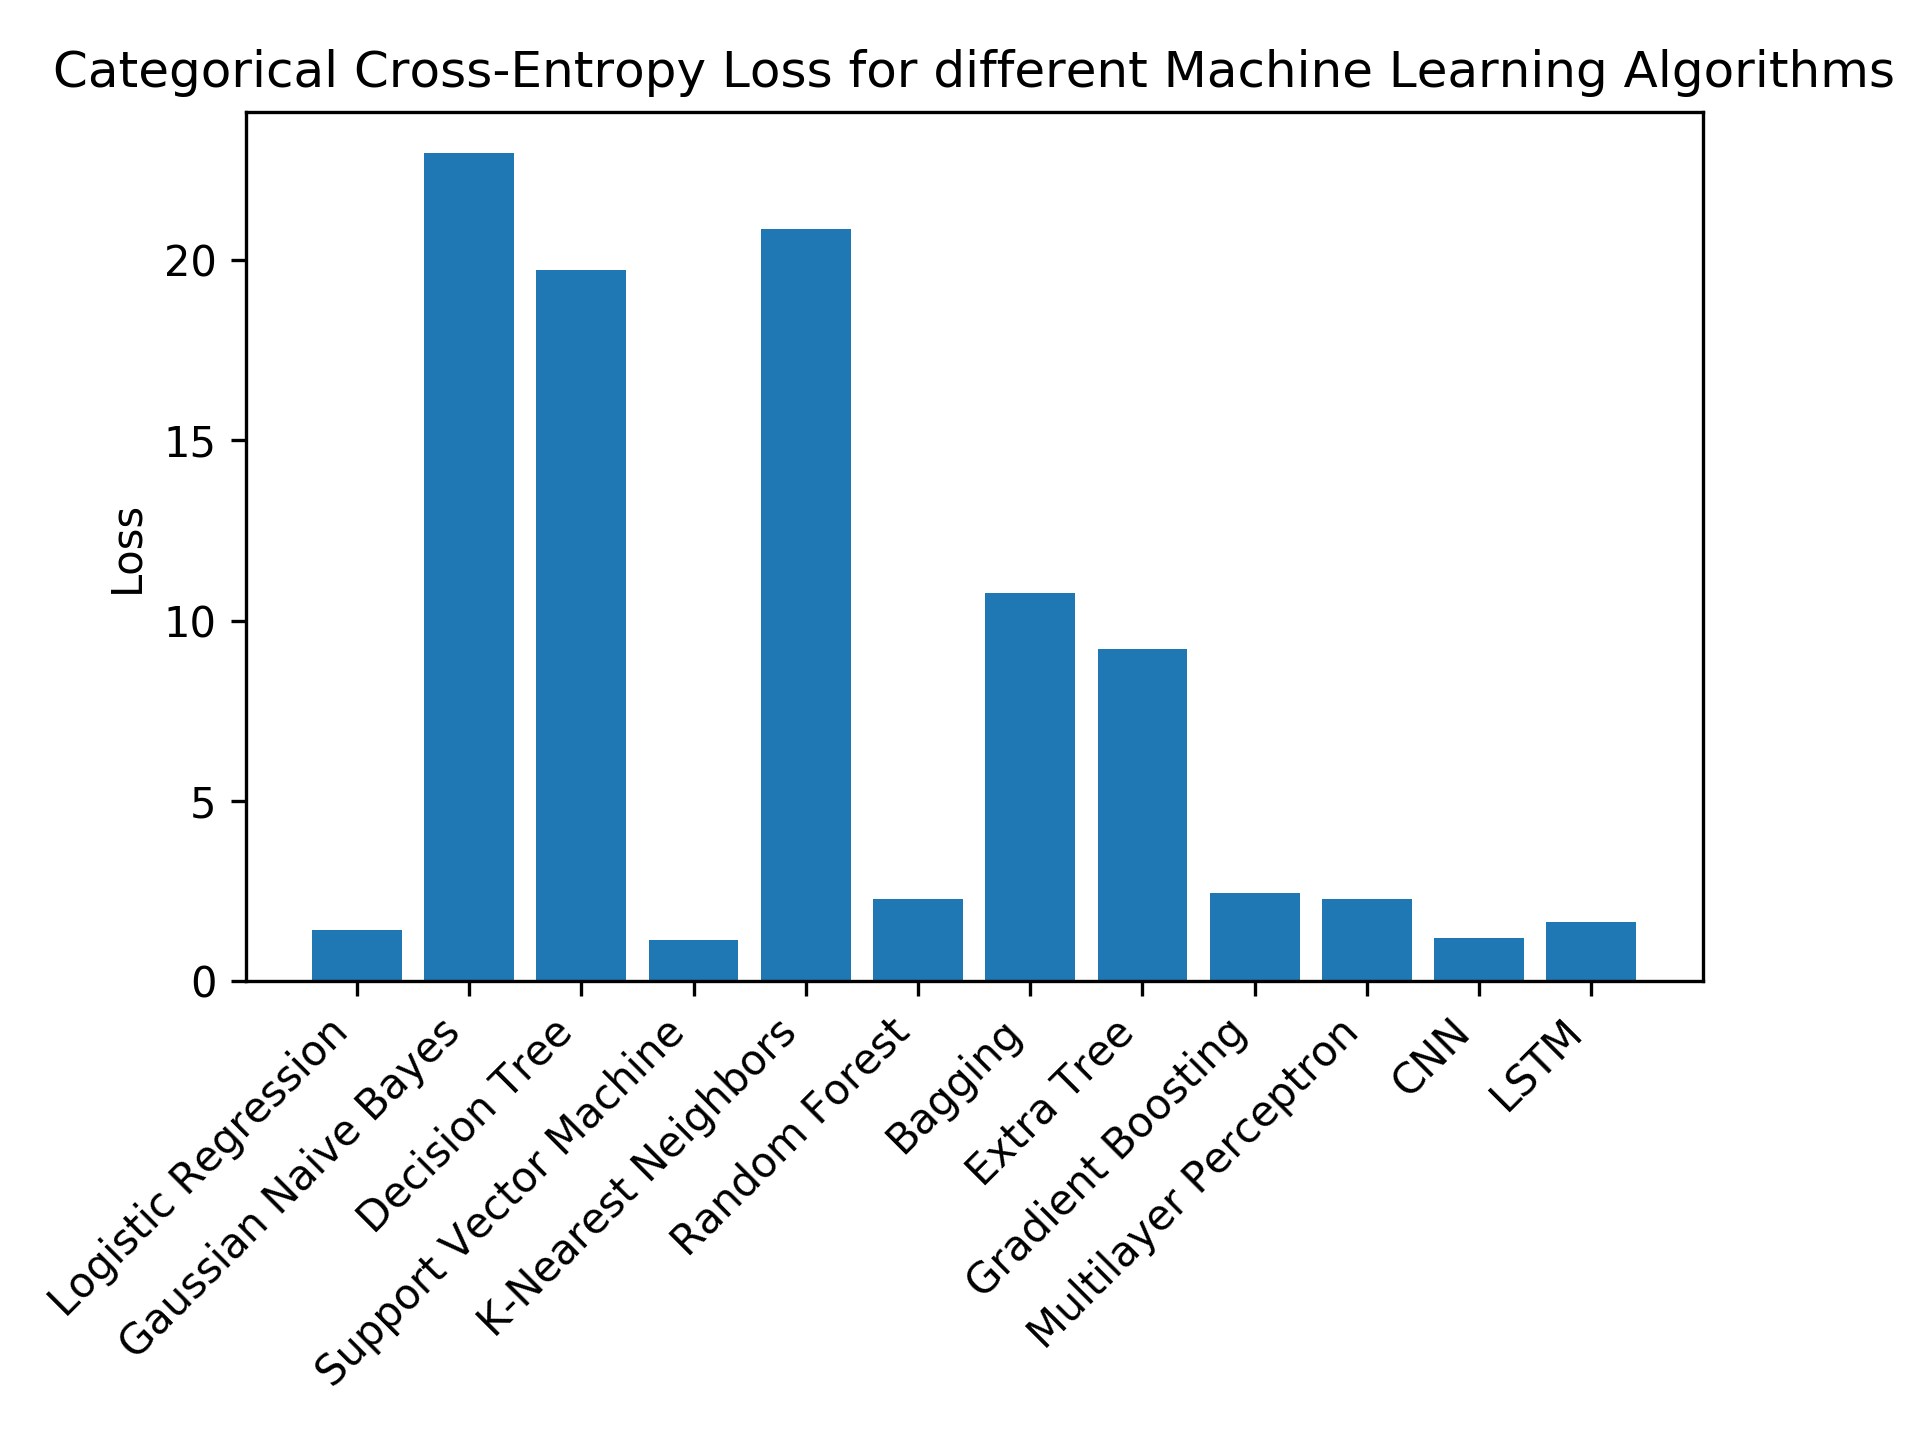 Categorical Cross-Entropy Loss for different Machine Learning Algorithms
20
15
10
5
0
Loss
Logistic Regression
Gaussian Naive Bayes
Decision Tree
Support Vector Machine
K-Nearest Neighbors
Random Forest
Bagging
Extra Tree
Gradient Boosting
Multilayer Perceptron
CNN
LSTM